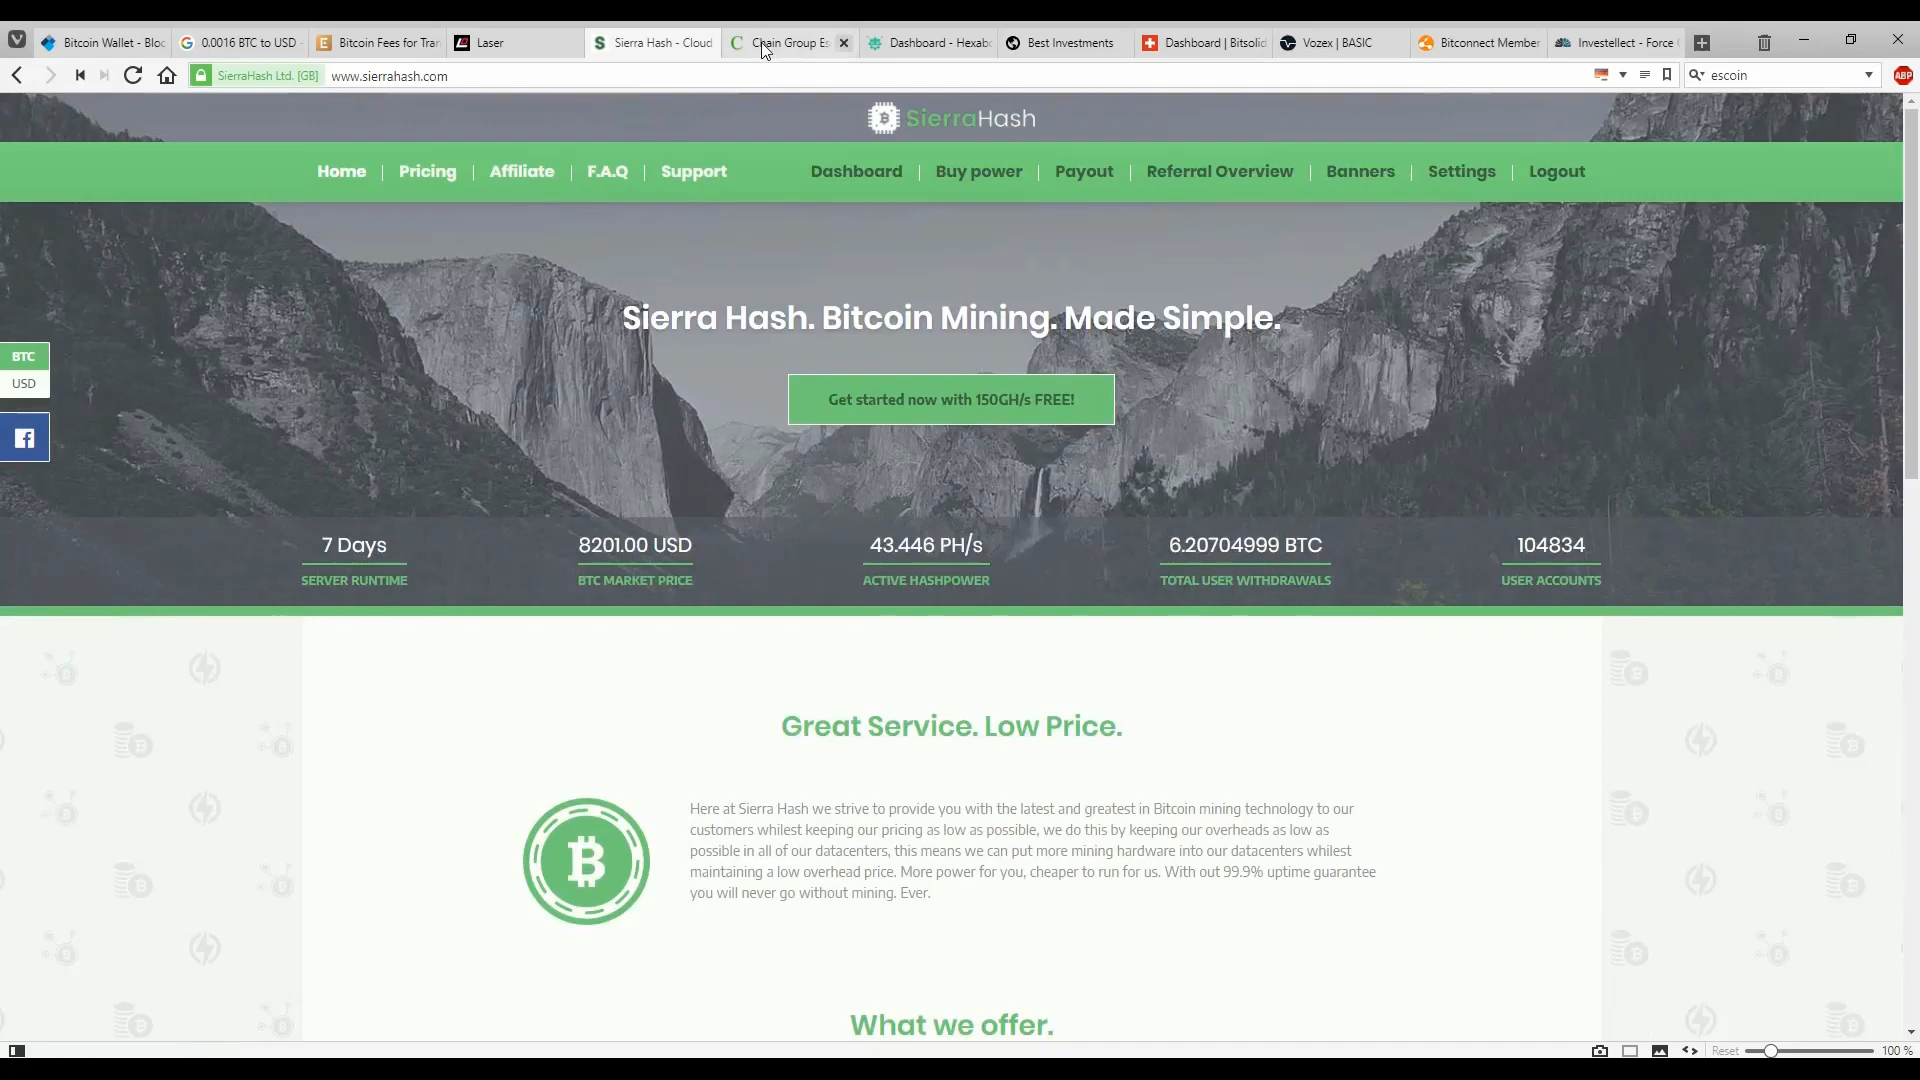 Bitcoin Wallet - Bloc
0.0016 BTC to USD -
Bitcoin Fees for Tran
Laser
Sierra Hash - Cloud
Chain Group Es
Dashboard - Hexabo
Best Investments
Dashboard | Bitsolid
Vozex | BASIC
Bitconnect Member
Investellect - Force
SierraHash Ltd. [GB]
www.sierrahash.com
escoin
ABP
SierraHash
Home
Pricing
Affiliate
F.A.Q
Support
Dashboard
Buy power
Payout
Referral Overview
Banners
Settings
Logout
Sierra Hash. Bitcoin Mining. Made Simple.
BTC
USD
Get started now with 150GH/s FREE!
7 Days
SERVER RUNTIME
8201.00 USD
BTC MARKET PRICE
43.446 PH/s
ACTIVE HASHPOWER
6.20704999 BTC
TOTAL USER WITHDRAWALS
104834
USER ACCOUNTS
Great Service. Low Price.
Here at Sierra Hash we strive to provide you with the latest and greatest in Bitcoin mining technology to our
customers whilest keeping our pricing as low as possible, we do this by keeping our overheads as low as
possible in all of our datacenters, this means we can put more mining hardware into our datacenters whilest
maintaining a low overhead price. More power for you, cheaper to run for us. With out 99.9% uptime guarantee
you will never go without mining. Ever.
What we offer.
Reset
100 %